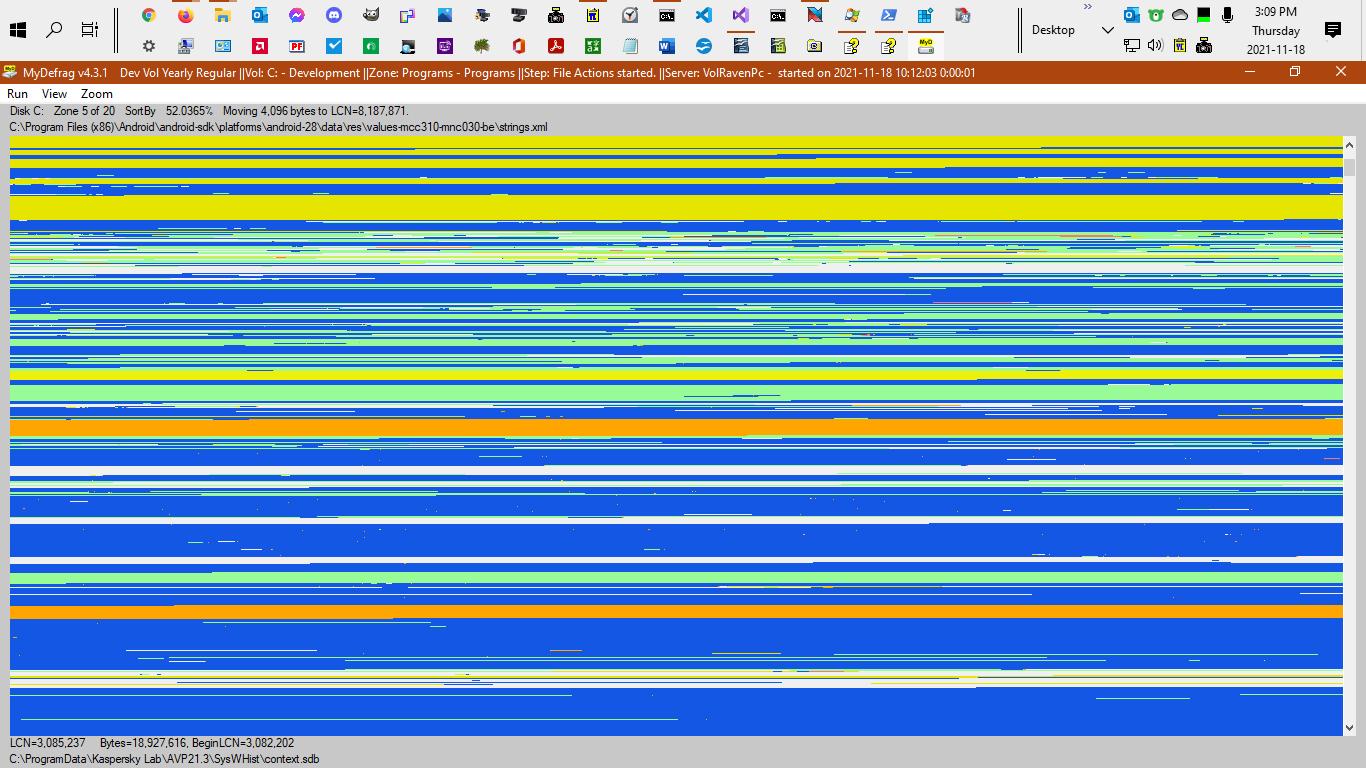 3:09 PM
Thursday
2021-11-18
Desktop
MyDefrag v4.3.1 Dev Vol Yearly Regular ||Vol: C: - Development ||Zone: Programs - Programs ||Step: File Actions started. ||Server: VolRavenPc - started on 2021-11-18 10:12:03 0:00:01
Run View Zoom
Disk C: Zone 5 of 20 SortBy 52.0365% Moving 4,096 bytes to LCN=8,187,871.
C:\Program Files (x86)\Android\android-sdk\platforms\android-28\data\res\values-mcc310-mnc030-be\strings.xml
LCN=3,085,237 Bytes=18,927,616, BeginLCN=3,082,202
C:\ProgramData\Kaspersky Lab\AVP21.3\SysWHist\context.sdb